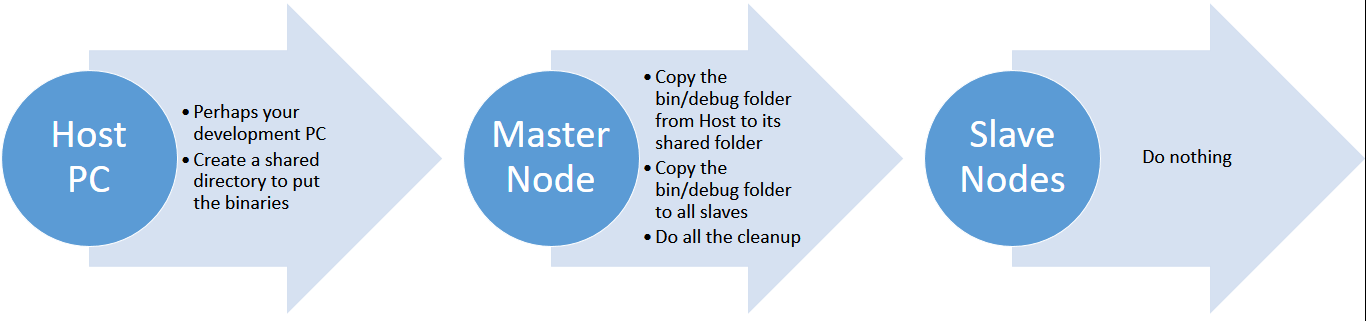 Host
PC
• Perhaps your
development PC
• Create a shared
directory to put
the binaries
Master
Node
• Copy the
bin/debug folder
from Host to its
shared folder
• Copy the
bin/debug folder
to all slaves
• Do all the cleanup
Slave
Nodes
Do nothing